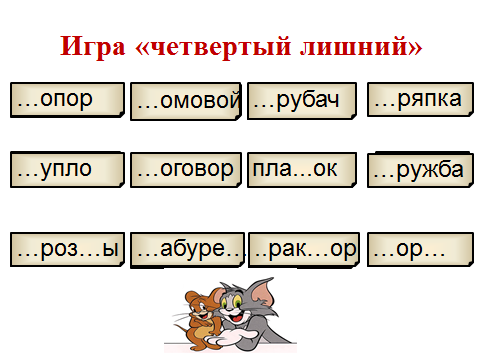 Игра «четвертый лишний»
…опор …омовой …рубач …ряпка
…упло …оговор пла...ок …ружба
…роз…ы …абуре… ..рак…ор …ор…